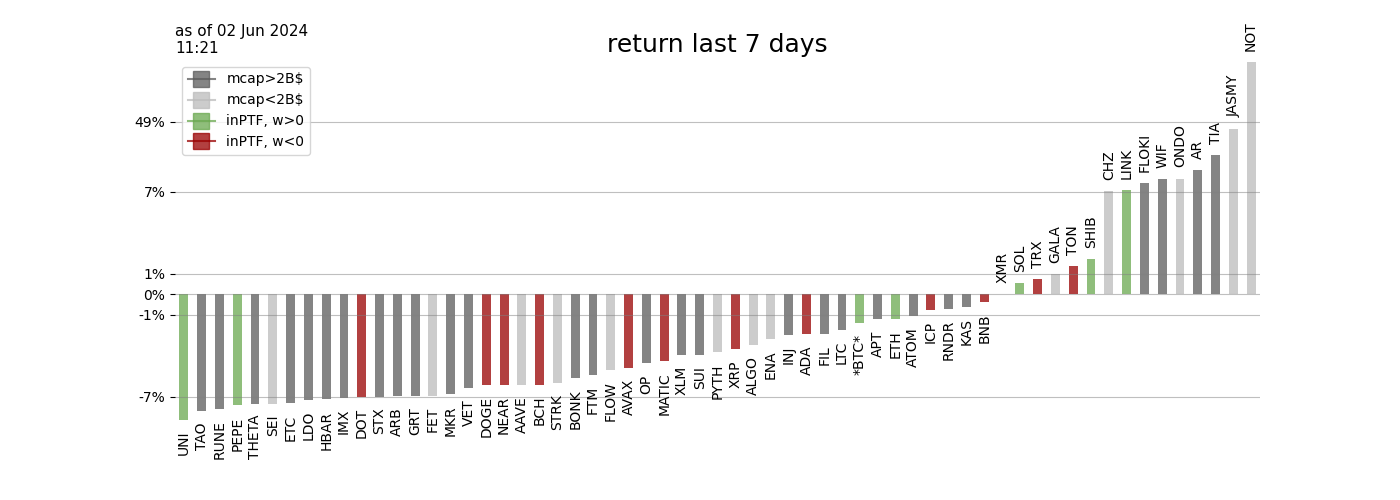 as of 02 Jun 2024
11:21
return last 7 days
mcap>2B$
mcap<2B$
inPTF, w>0
inPTF, w<0
49%
7%
1%
0%
-1%
-7%
UNI
TAO
RUNE
PEPE
THETA
SEI
ETC
LDO
HBAR
IMX
DOT
STX
ARB
GRT
FET
MKR
VET
DOGE
NEAR
AAVE
BCH
STRK
BONK
FTM
FLOW
AVAX
OP
MATIC
XLM
SUI
PYTH
XRP
ALGO
ENA
INJ
ADA
FIL
LTC
*BTC*
APT
ETH
ATOM
ICP
RNDR
KAS
BNB
XMR
SOL
TRX
GALA
TON
SHIB
CHZ
LINK
FLOKI
WIF
ONDO
AR
TIA
JASMY
NOT